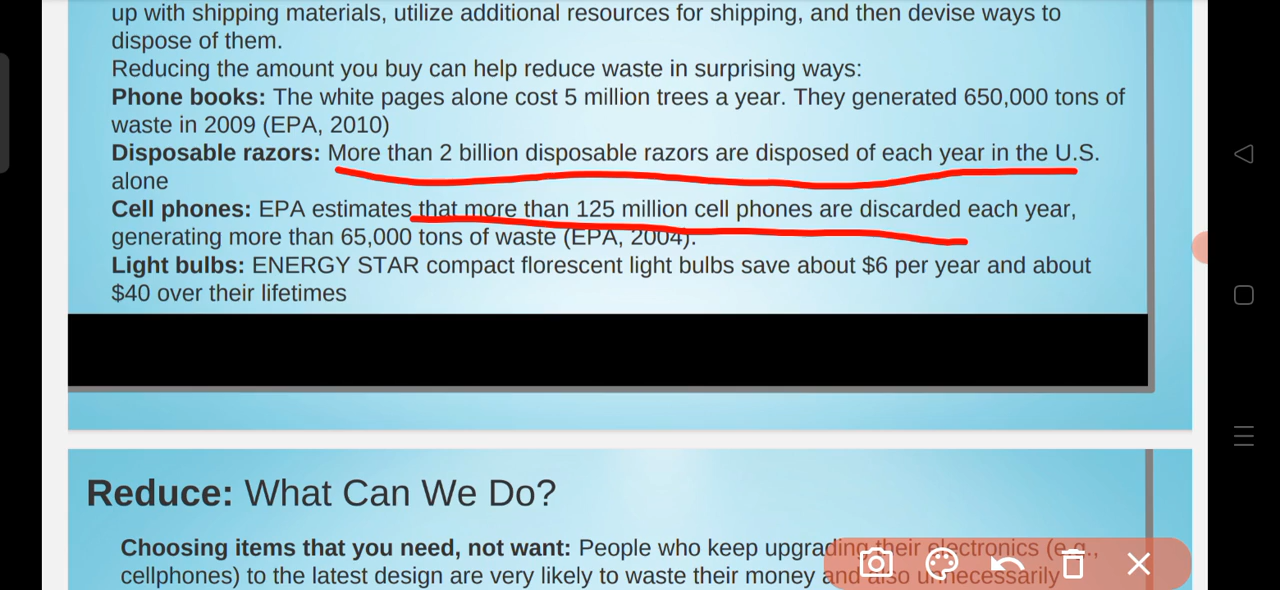 up with shipping materials, utilize additional resources for shipping, and then devise ways to
dispose of them.
Reducing the amount you buy can help reduce waste in surprising ways:
Phone books: The white pages alone cost 5 million trees a year. They generated 650,000 tons of
waste in 2009 (EPA, 2010)
Disposable razors: More than 2 billion disposable razors are disposed of each year in the U.S.
alone
Cell phones: EPA estimates that more than 125 million cell phones are discarded each year,
generating more than 65,000 tons of waste (EPA, 2004).
Light bulbs: ENERGY STAR compact florescent light bulbs save about $6 per year and about
$40 over their lifetimes
Reduce: What Can We Do?
Choosing items that you need, not want: People who keep upgrading their electronics (e.g.,
cellphones) to the latest design are very likely to waste their money and also unnecessarily